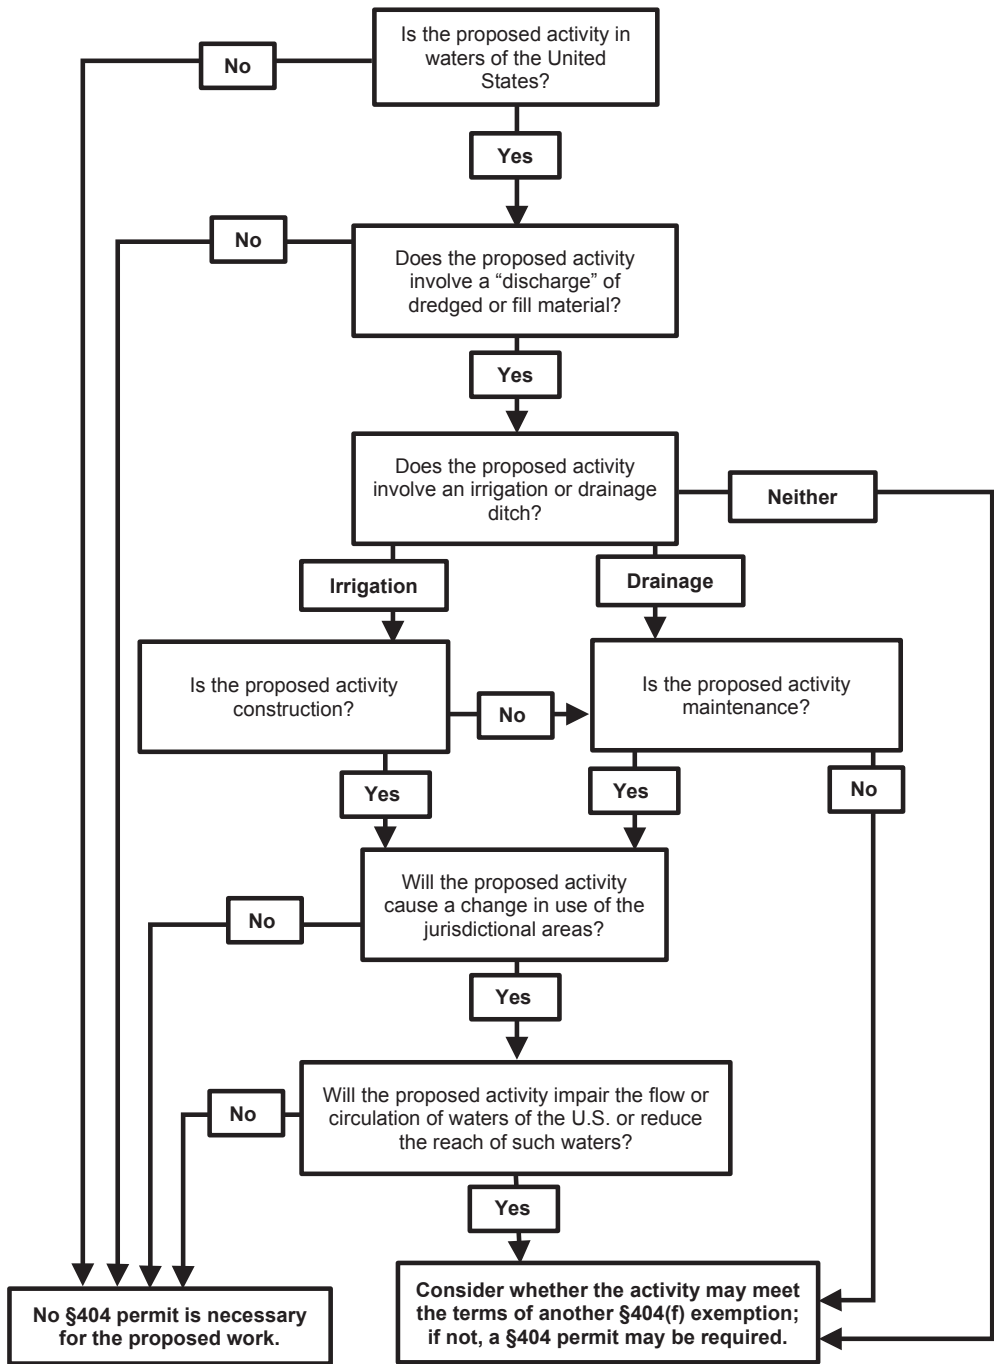 Is the proposed activity in
waters of the United
States?
No
Yes
No
Does the proposed activity
involve a “discharge” of
dredged or fill material?
Yes
Does the proposed activity
involve an irrigation or drainage
ditch?
Neither
Irrigation
Drainage
Is the proposed activity
construction?
No
Is the proposed activity
maintenance?
Yes
Yes
No
Will the proposed activity
cause a change in use of the
jurisdictional areas?
No
Yes
Will the proposed activity impair the flow or
circulation of waters of the U.S. or reduce
the reach of such waters?
No
Yes
No §404 permit is necessary
for the proposed work.
Consider whether the activity may meet
the terms of another §404(f) exemption;
if not, a §404 permit may be required.